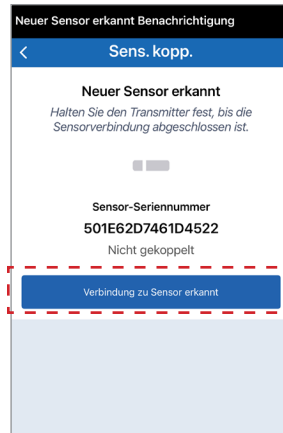 Neuer Sensor erkannt Benachrichtigung
Sens. kopp.
Neuer Sensor erkannt
Halten Sie den Transmitter fest, bis die
Sensorverbindung abgeschlossen ist.
Sensor-Seriennummer
501E62D7461D4522
Nicht gekoppelt
Verbindung zu Sensor erkannt